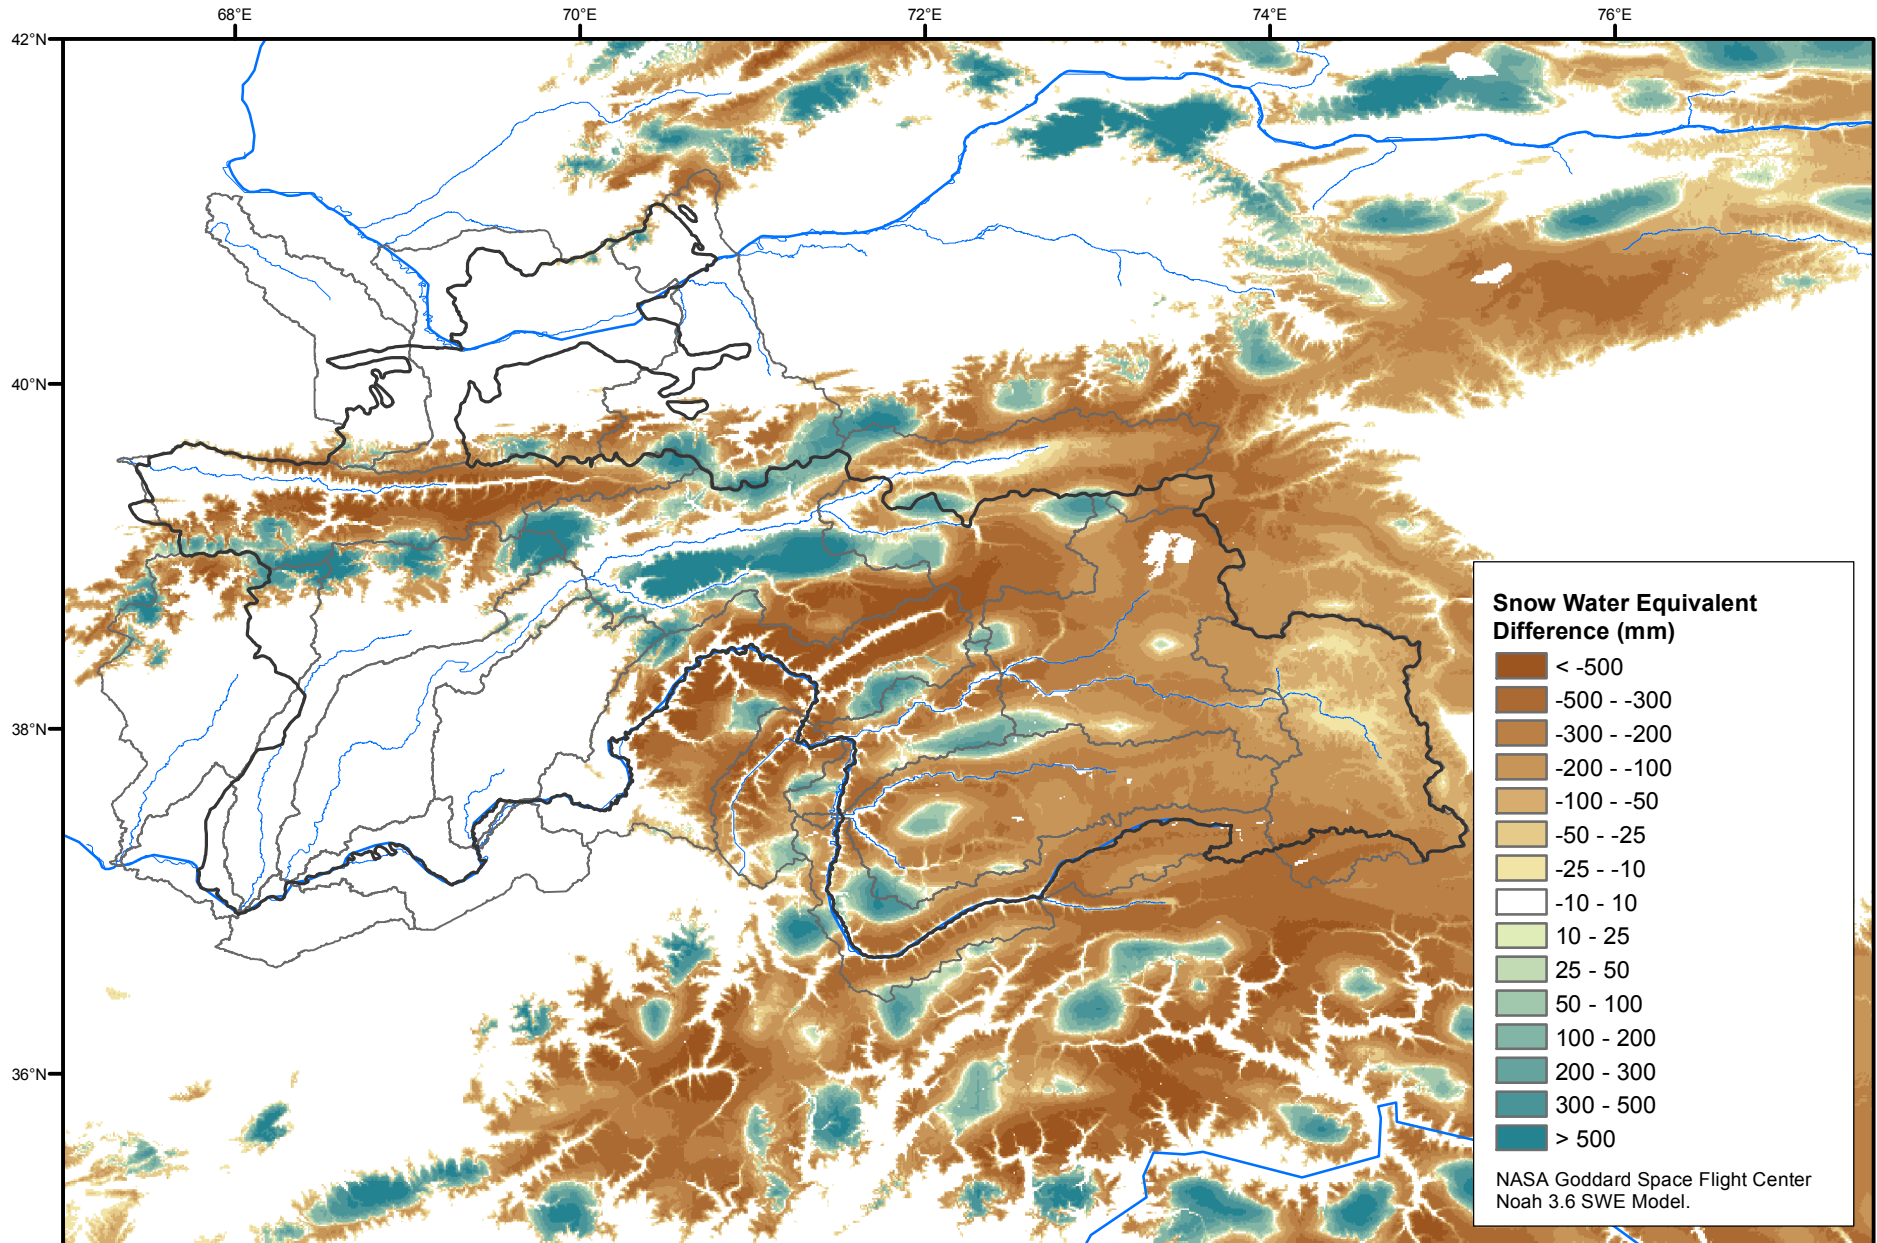 68°E
70°E
72°E
74°E
76°E
42°N
40°N
38°N
36°N
Snow Water Equivalent
Difference (mm)
< -500
-500 - -300
-300 - -200
-200 - -100
-100 - -50
-50 - -25
-25 - -10
-10 - 10
10 - 25
25 - 50
50 - 100
100 - 200
200 - 300
300 - 500
> 500
NASA Goddard Space Flight Center
Noah 3.6 SWE Model.